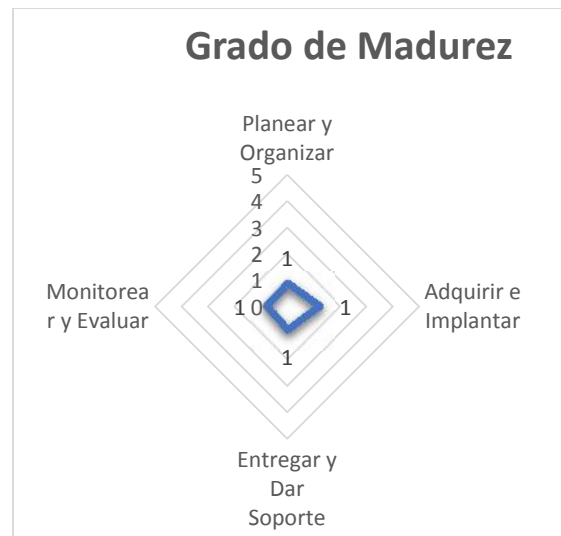 Grado de Madurez
Planear y
Organizar
5
4
3
2
1
1
Monitorea
r y Evaluar
1 0
1
Adquirir e
Implantar
1
Entregar y
Dar
Soporte